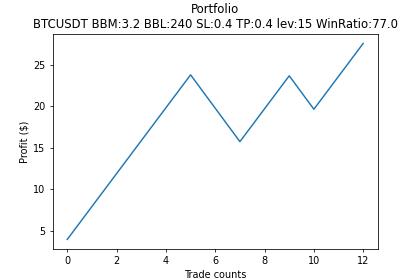 Portfolio
BTCUSDT BBM:3.2 BBL:240 SL:0.4 TP:0.4 lev:15 WinRatio:77.0
25
20
15
10
5
Profit ($)
0 2 4 6 8 10 12
Trade counts